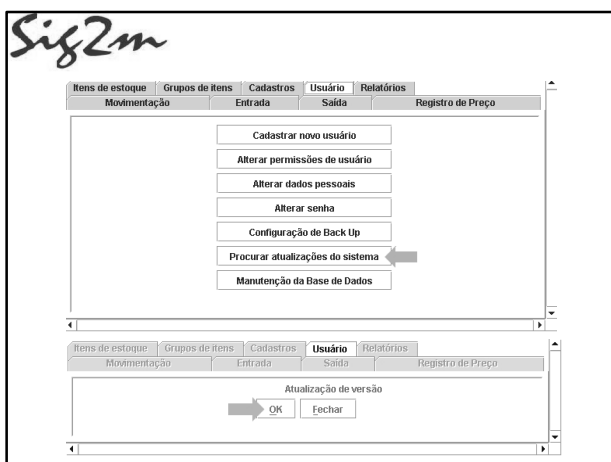 Sig2m
Itens de estoque Grupos de itens Cadastros Usuário Relatórios
Movimentação Entrada Saída Registro de Preço
Cadastrar novo usuário
Alterar permissões de usuário
Alterar dados pessoais
Alterar senha
Configuração de Back Up
Procurar atualizações do sistema
Manutenção da Base de Dados
Itens de estoque Grupos de itens Cadastros Usuário Relatórios
Movimentação Entrada Saída Registro de Preço
Atualização de versão
OK Fechar